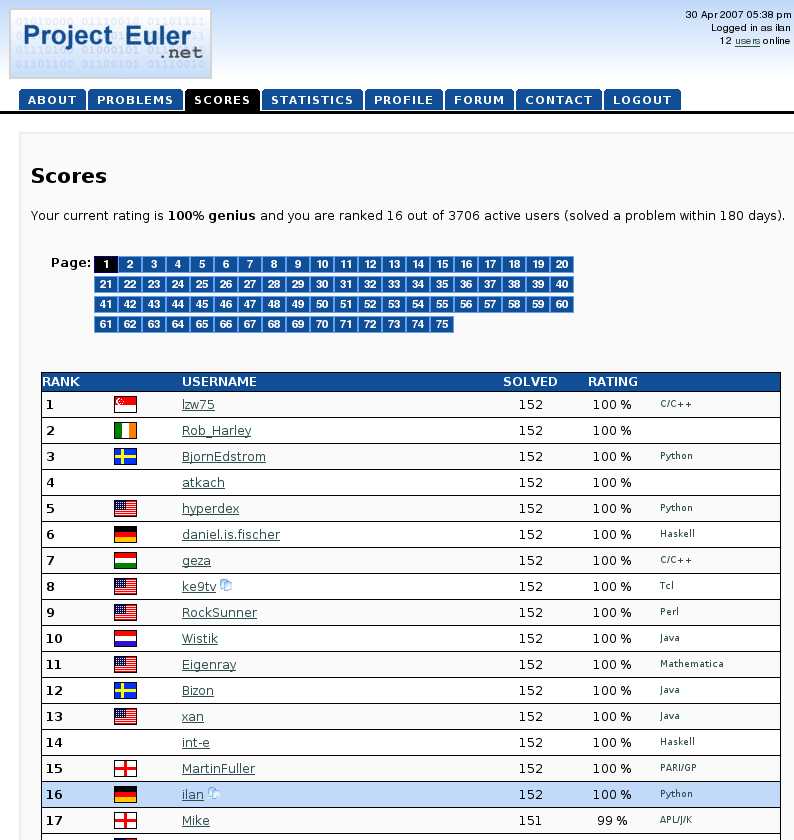 Project Euler
.net
30 Apr 2007 05:38 pm
Logged in as ilan
12 users online
ABOUT PROBLEMS SCORES STATISTICS PROFILE FORUM CONTACT LOGOUT
Scores
Your current rating is 100% genius and you are ranked 16 out of 3706 active users (solved a problem within 180 days).
Page: 1 2 3 4 5 6 7 8 9 10 11 12 13 14 15 16 17 18 19 20
21 22 23 24 25 26 27 28 29 30 31 32 33 34 35 36 37 38 39 40
41 42 43 44 45 46 47 48 49 50 51 52 53 54 55 56 57 58 59 60
61 62 63 64 65 66 67 68 69 70 71 72 73 74 75
RANK USERNAME SOLVED RATING
1 lzw75 152 100 % C/C++
2 Rob_Harley 152 100 %
3 BjornEdstrom 152 100 % Python
4 atkach 152 100 %
5 hyperdex 152 100 % Python
6 daniel.is.fischer 152 100 % Haskell
7 geza 152 100 % C/C++
8 ke9tv 152 100 % Tcl
9 RockSunner 152 100 % Perl
10 Wistik 152 100 % Java
11 Eigenray 152 100 % Mathematica
12 Bizon 152 100 % Java
13 xan 152 100 % Java
14 int-e 152 100 % Haskell
15 MartinFuller 152 100 % PARI/GP
16 ilan 152 100 % Python
17 Mike 151 99 % APL/J/K